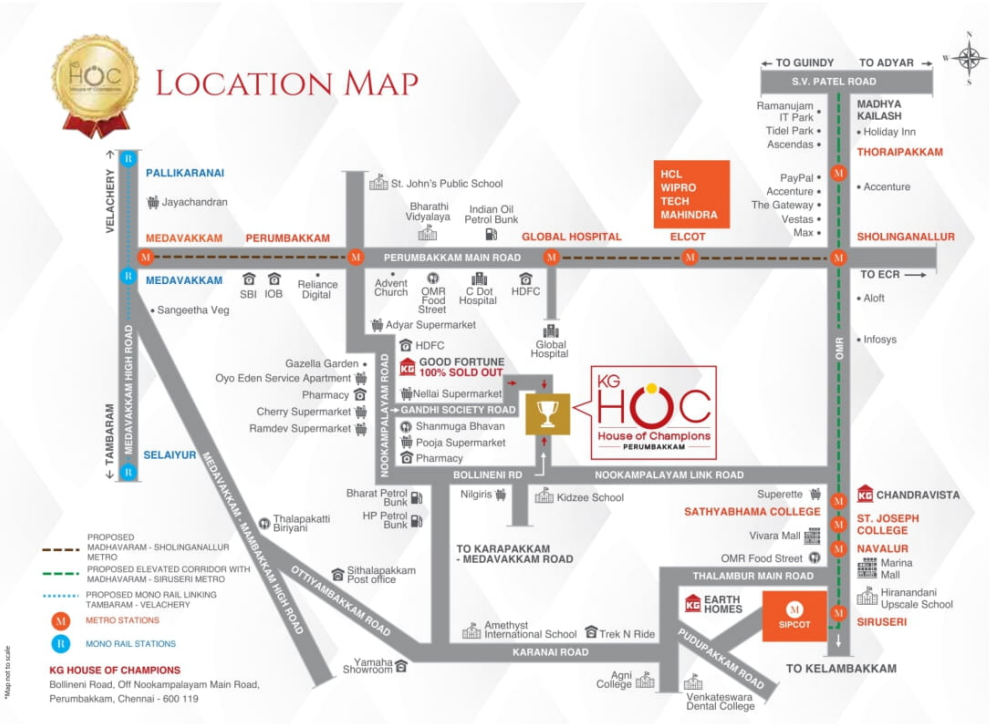 HOC
House of Champions
LOCATION MAP
N
W
S
← TO GUINDY
TO ADYAR →
S.V. PATEL ROAD
Ramanujam
IT Park
Tidel Park
Ascendas
MADHYA
KAILASH
Holiday Inn
THORAIPAKKAM
M
PayPal
Accenture
The Gateway
Vestas
Max
Accenture
HCL
WIPRO
TECH
MAHINDRA
VELACHERY →
R
PALLIKARANAI
Jayachandran
St. John's Public School
Bharathi
Vidyalaya
Indian Oil
Petrol Bunk
MEDAVAKKAM
PERUMBAKKAM
GLOBAL HOSPITAL
ELCOT
SHOLINGANALLUR
M
M
PERUMBAKKAM MAIN ROAD
M
M
M
R
MEDAVAKKAM
SBI
IOB
Reliance
Digital
Advent
Church
OMR
Food
Street
C Dot
Hospital
HDFC
TO ECR →
Aloft
Sangeetha Veg
Adyar Supermarket
HDFC
Global
Hospital
Infosys
OMR
MEDAVAKKAM HIGH ROAD
← TAMBARAM
Gazella Garden
Oyo Eden Service Apartment
Pharmacy
Cherry Supermarket
Ramdev Supermarket
NOOKAMPALAYAM ROAD
KG
GOOD FORTUNE
100% SOLD OUT
Nellai Supermarket
GANDHI SOCIETY ROAD
Shanmuga Bhavan
Pooja Supermarket
Pharmacy
KG
HOC
House of Champions
PERUMBAKKAM
R
SELAIYUR
BOLLINENI RD
NOOKAMPALAYAM LINK ROAD
MEDAVAKKAM - MAMBAKKAM HIGH ROAD
Bharat Petrol
Bunk
HP Petrol
Bunk
Nilgiris
Kidzee School
Superette
M
KG
CHANDRAVISTA
SATHYABHAMA COLLEGE
M
ST. JOSEPH
COLLEGE
Vivara Mall
M
NAVALUR
OMR Food Street
Marina
Mall
Thalapakatti
Biriyani
TO KARAPAKKAM
- MEDAVAKKAM ROAD
THALAMBUR MAIN ROAD
Hiranandani
Upscale School
Sithalapakkam
Post office
OTTIYAMBAKKAM ROAD
KG
EARTH
HOMES
M
SIPCOT
M
SIRUSERI
Amethyst
International School
Trek N Ride
KARANAI ROAD
PUDUPAKKAM ROAD
TO KELAMBAKKAM
Yamaha
Showroom
Agni
College
Venkateswara
Dental College
PROPOSED
MADHAVARAM - SHOLINGANALLUR
METRO
PROPOSED ELEVATED CORRIDOR WITH
MADHAVARAM - SIRUSERI METRO
PROPOSED MONO RAIL LINKING
TAMBARAM - VELACHERY
M
METRO STATIONS
R
MONO RAIL STATIONS
KG HOUSE OF CHAMPIONS
Bollineni Road, Off Nookampalayam Main Road,
Perumbakkam, Chennai - 600 119
*Map not to scale